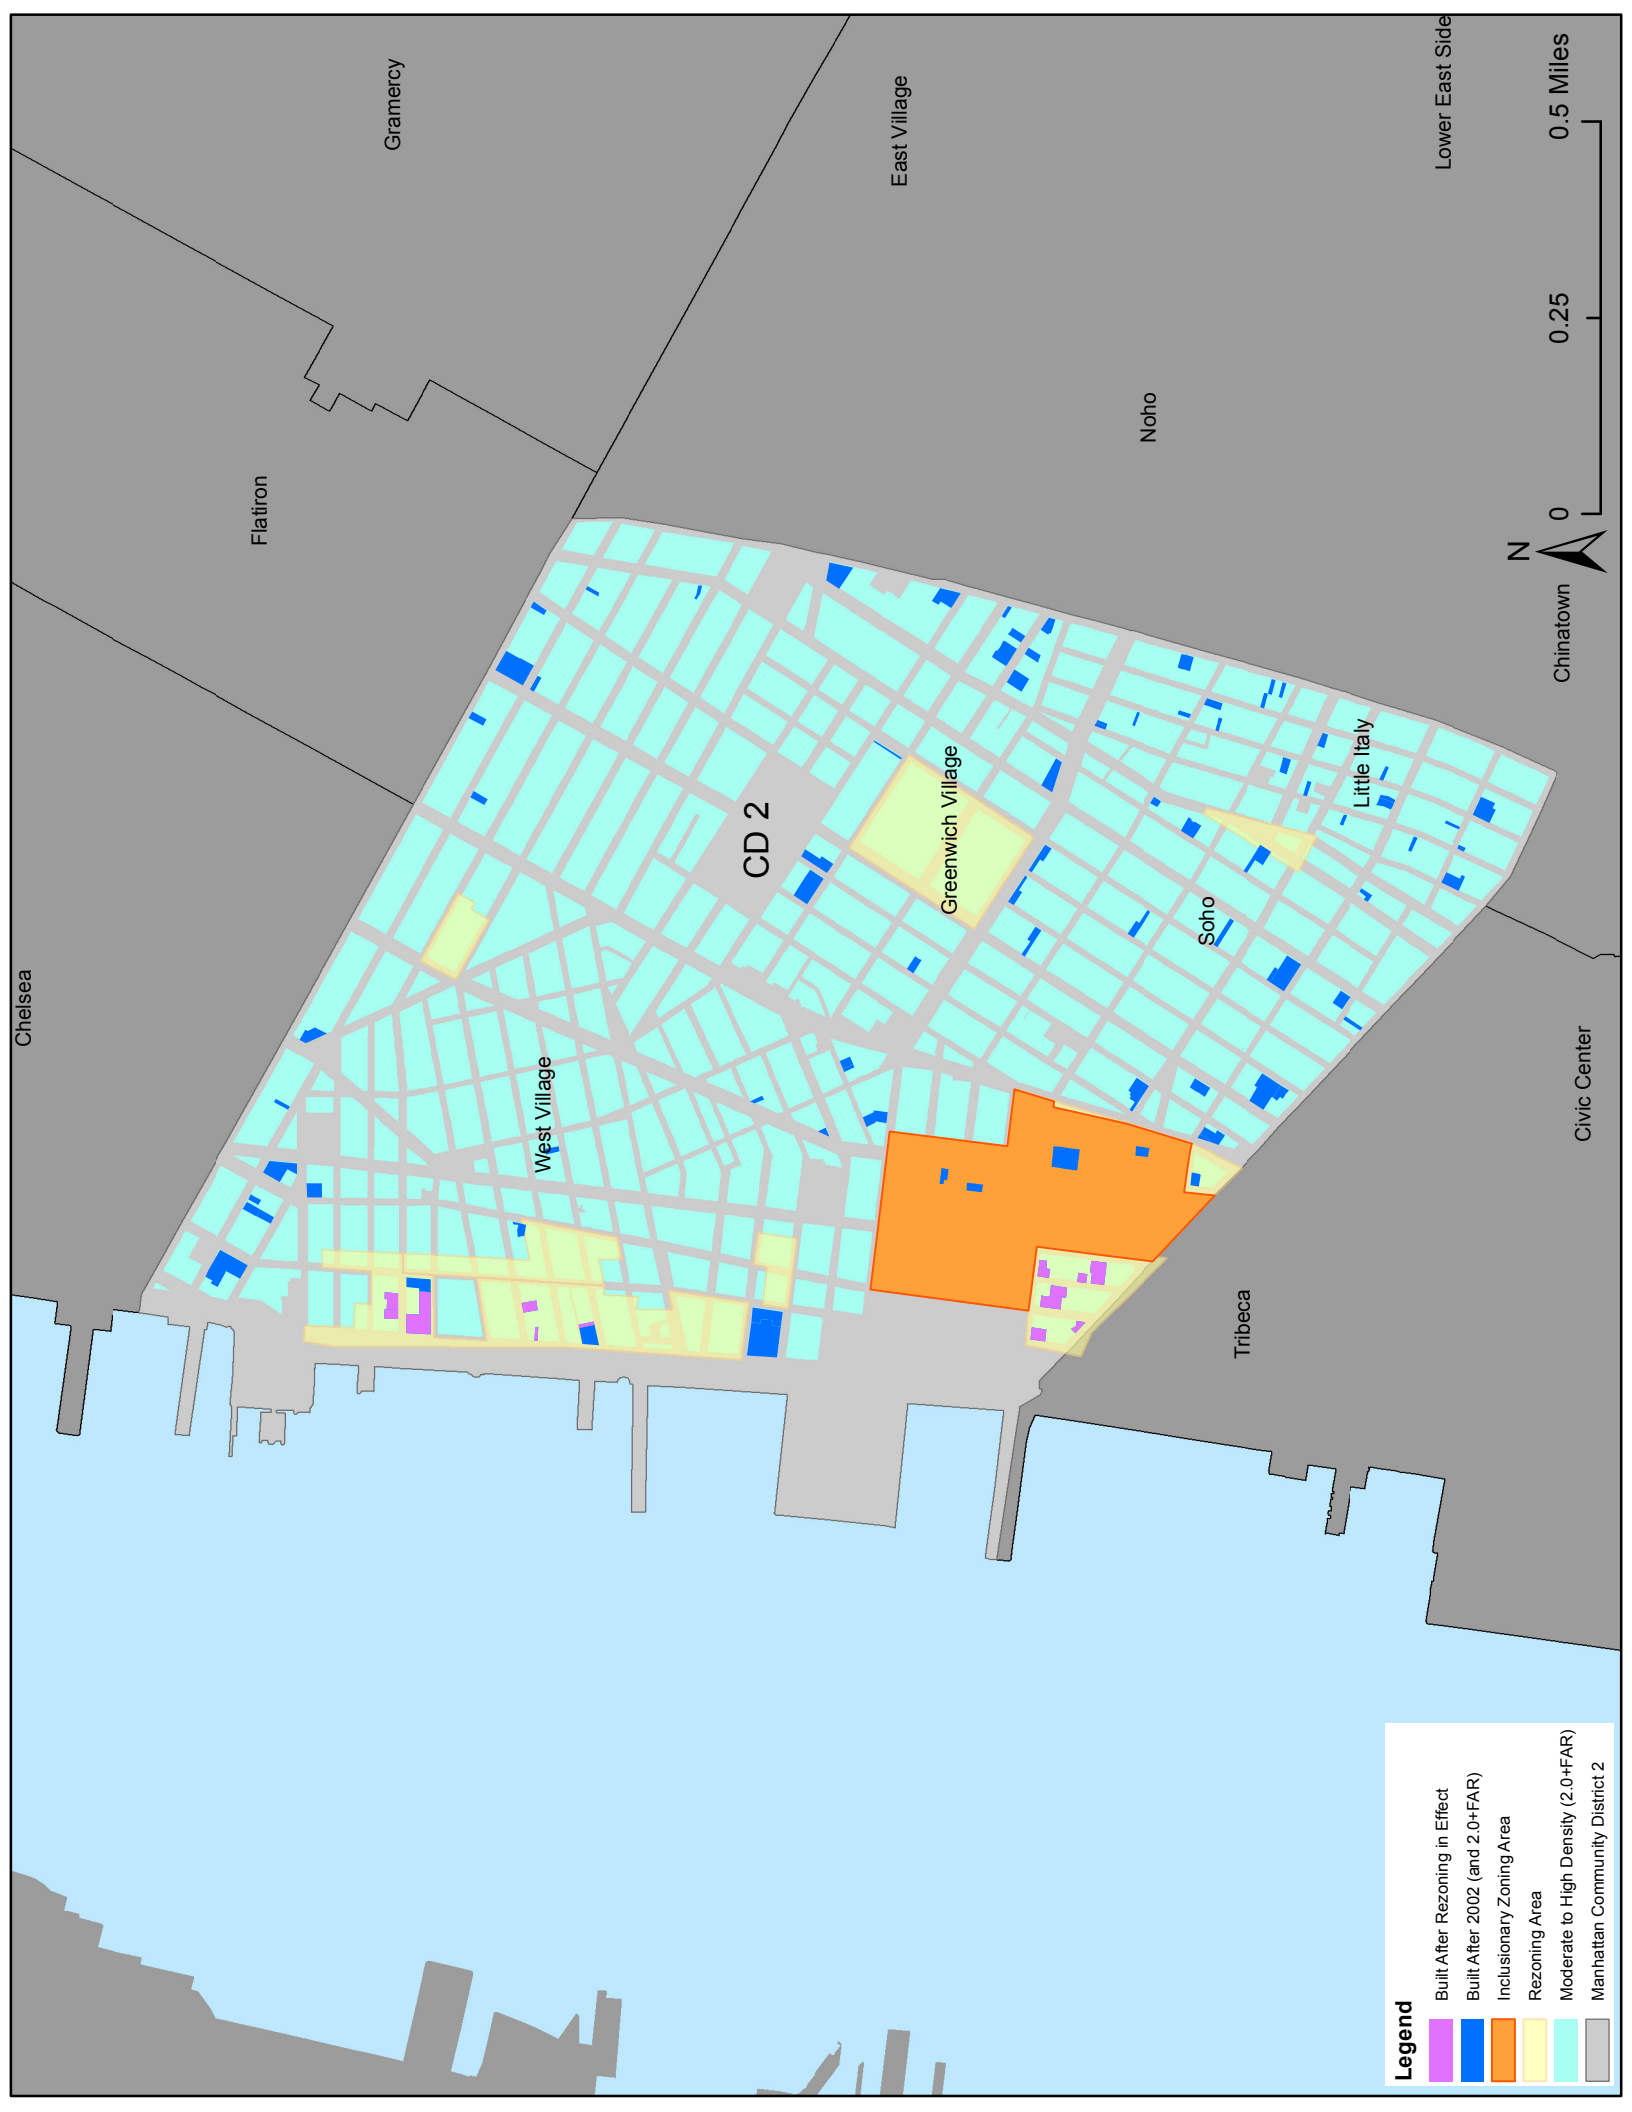 Chelsea
Flatiron
Gramercy
West Village
CD 2
East Village
Greenwich Village
Noho
Soho
Tribeca
Little Italy
Lower East Side
Chinatown
Civic Center
N
0 0.25 0.5 Miles
Legend
Built After Rezoning in Effect
Built After 2002 (and 2.0+FAR)
Inclusionary Zoning Area
Rezoning Area
Moderate to High Density (2.0+FAR)
Manhattan Community District 2